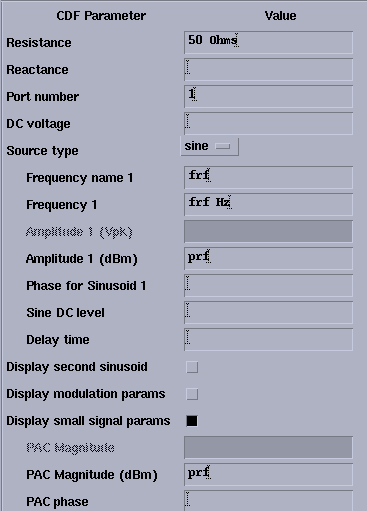 CDF Parameter Value
Resistance 50 Ohms
Reactance
Port number 1
DC voltage
Source type sine
Frequency name 1 frf
Frequency 1 frf Hz
Amplitude 1 (Vpk)
Amplitude 1 (dBm) prf
Phase for Sinusoid 1
Sine DC level
Delay time
Display second sinusoid
Display modulation params
Display small signal params
PAC Magnitude
PAC Magnitude (dBm) prf
PAC phase